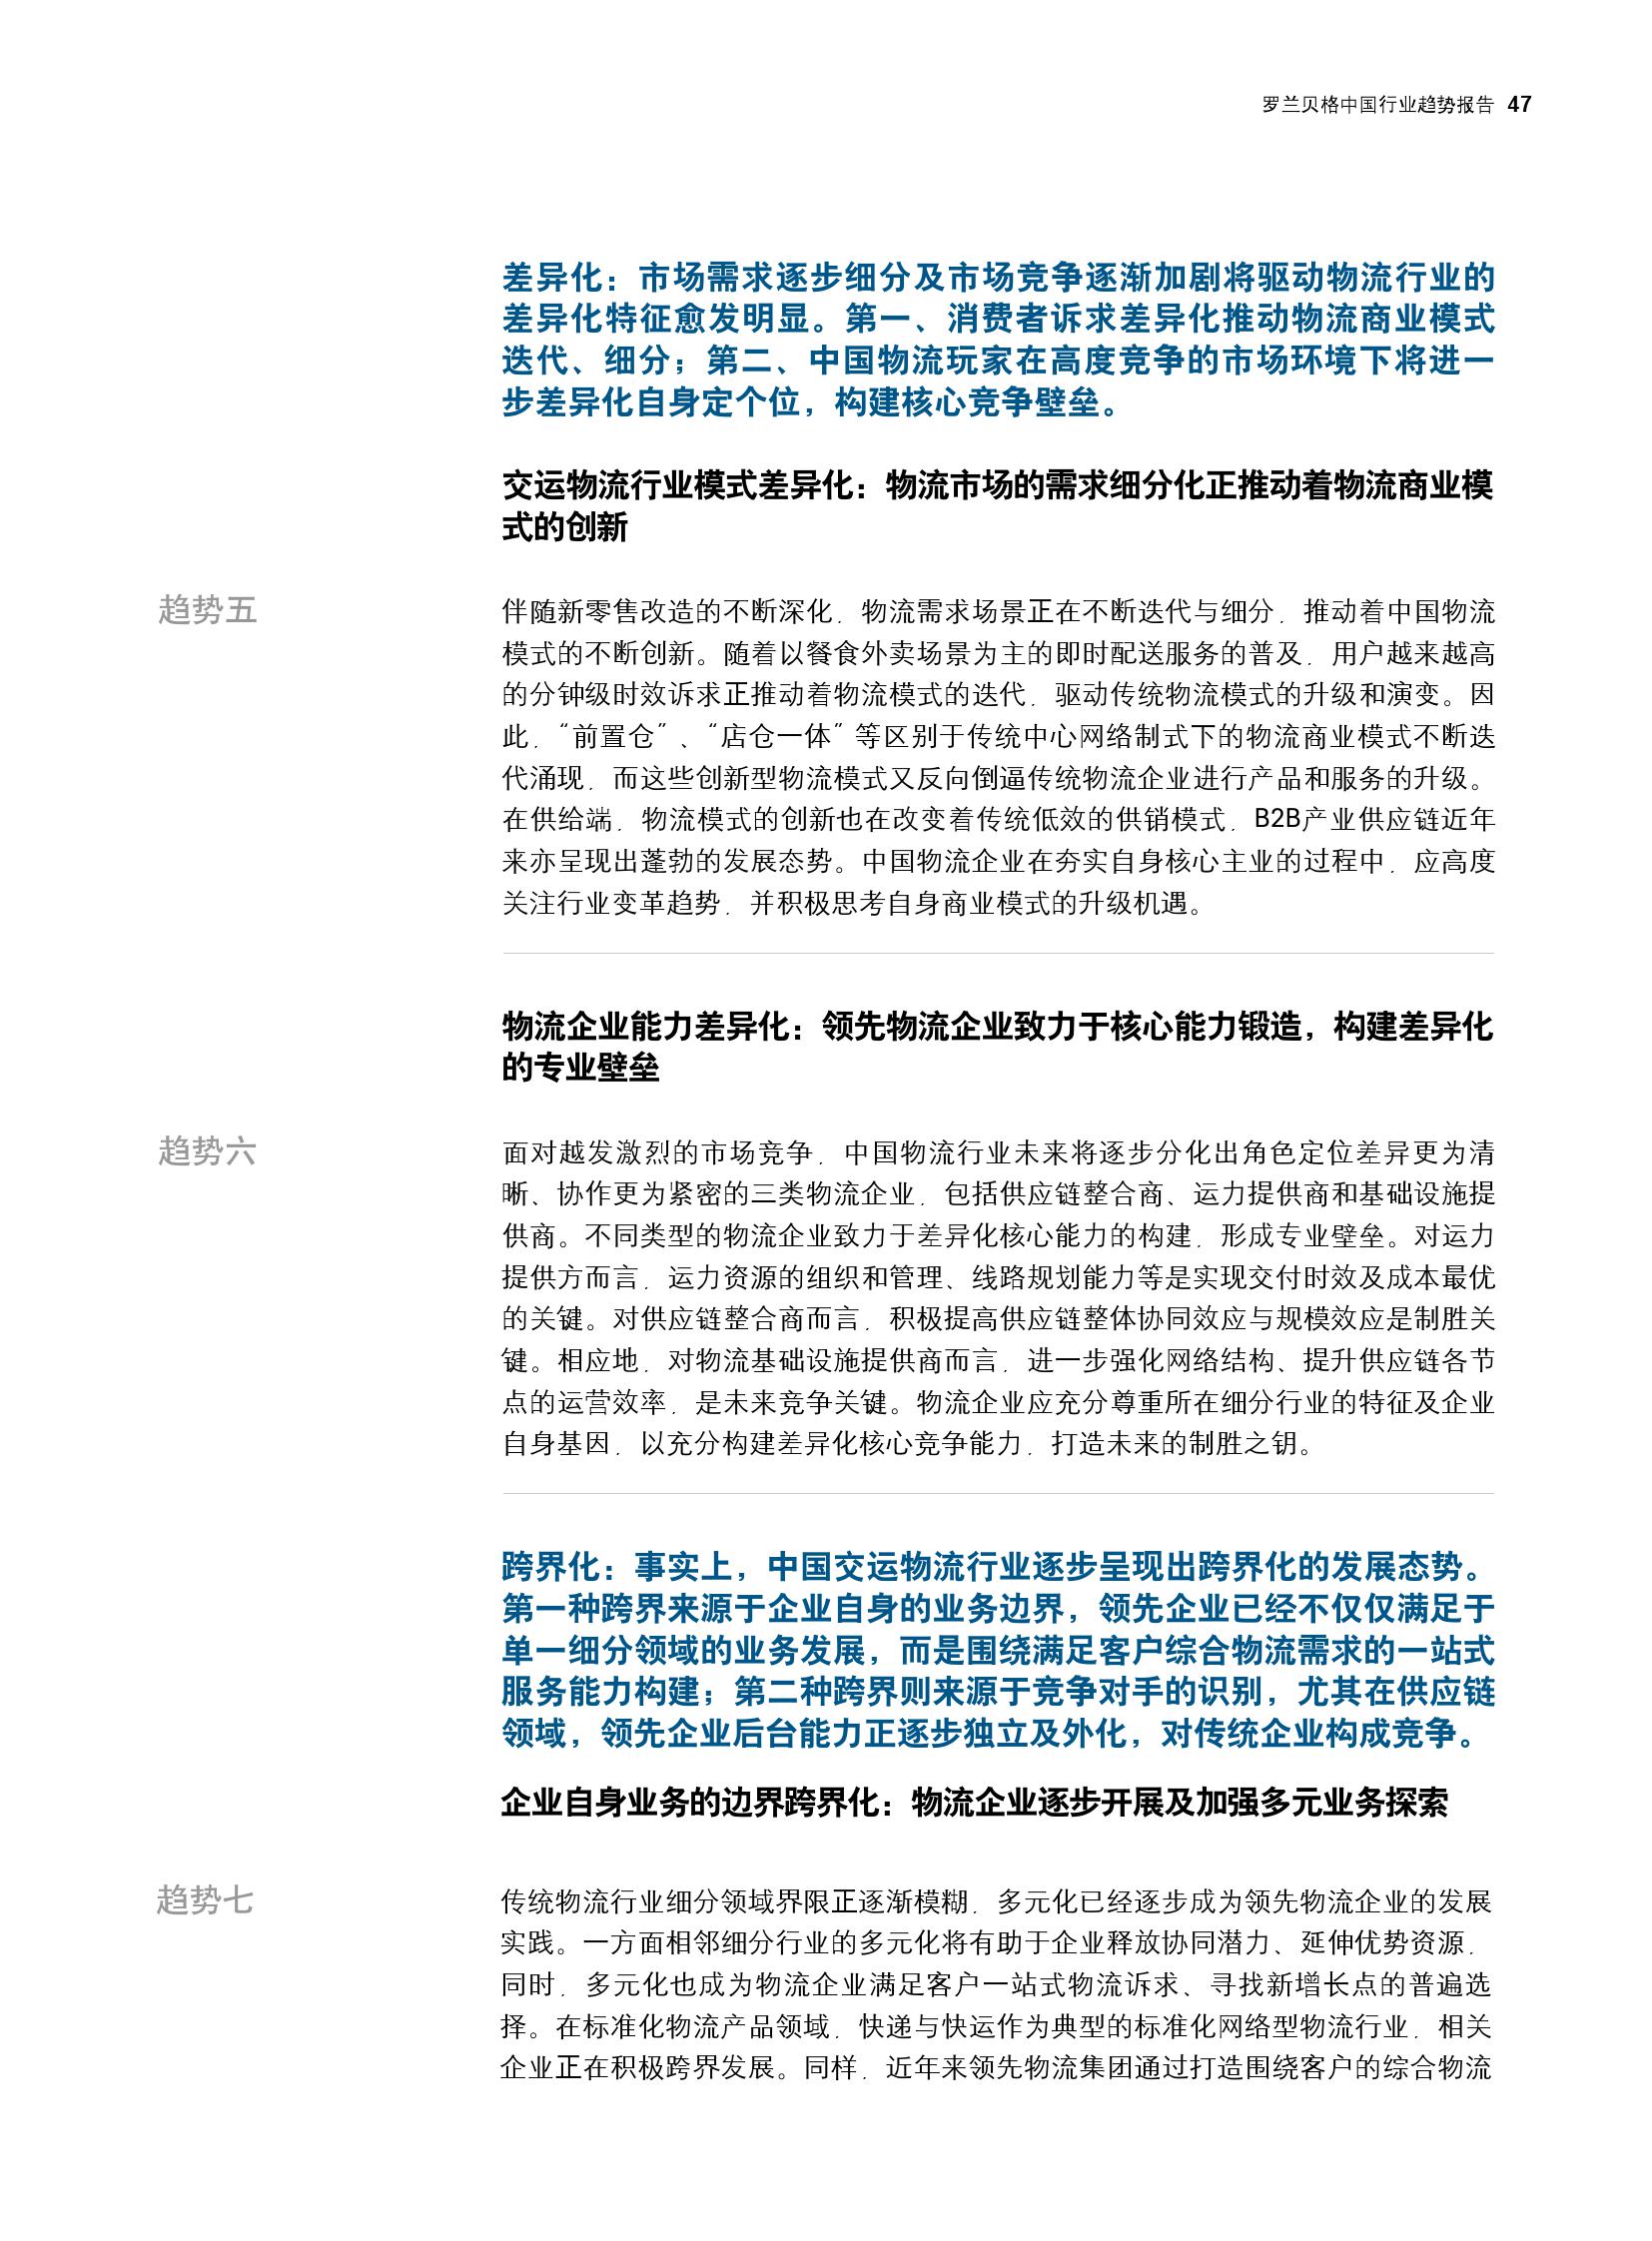 罗兰贝格中国行业趋势报告 47
差异化：市场需求逐步细分及市场竞争逐渐加剧将驱动物流行业的
差异化特征愈发明显。第一、消费者诉求差异化推动物流商业模式
迭代、细分；第二、中国物流玩家在高度竞争的市场环境下将进一
步差异化自身定个位，构建核心竞争壁垒。
交运物流行业模式差异化：物流市场的需求细分化正推动着物流商业模
式的创新
趋势五
伴随新零售改造的不断深化，物流需求场景正在不断迭代与细分，推动着中国物流
模式的不断创新。随着以餐食外卖场景为主的即时配送服务的普及，用户越来越高
的分钟级时效诉求正推动着物流模式的迭代，驱动传统物流模式的升级和演变。因
此，“前置仓”、“店仓一体”等区别于传统中心网络制式下的物流商业模式不断迭
代涌现，而这些创新型物流模式又反向倒逼传统物流企业进行产品和服务的升级。
在供给端，物流模式的创新也在改变着传统低效的供销模式，B2B产业供应链近年
来亦呈现出蓬勃的发展态势。中国物流企业在夯实自身核心主业的过程中，应高度
关注行业变革趋势，并积极思考自身商业模式的升级机遇。
物流企业能力差异化：领先物流企业致力于核心能力锻造，构建差异化
的专业壁垒
趋势六
面对越发激烈的市场竞争，中国物流行业未来将逐步分化出角色定位差异更为清
晰、协作更为紧密的三类物流企业，包括供应链整合商、运力提供商和基础设施提
供商。不同类型的物流企业致力于差异化核心能力的构建，形成专业壁垒。对运力
提供方而言，运力资源的组织和管理、线路规划能力等是实现交付时效及成本最优
的关键。对供应链整合商而言，积极提高供应链整体协同效应与规模效应是制胜关
键。相应地，对物流基础设施提供商而言，进一步强化网络结构、提升供应链各节
点的运营效率，是未来竞争关键。物流企业应充分尊重所在细分行业的特征及企业
自身基因，以充分构建差异化核心竞争能力，打造未来的制胜之钥。
跨界化：事实上，中国交运物流行业逐步呈现出跨界化的发展态势。
第一种跨界来源于企业自身的业务边界，领先企业已经不仅仅满足于
单一细分领域的业务发展，而是围绕满足客户综合物流需求的一站式
服务能力构建；第二种跨界则来源于竞争对手的识别，尤其在供应链
领域，领先企业后台能力正逐步独立及外化，对传统企业构成竞争。
企业自身业务的边界跨界化：物流企业逐步开展及加强多元业务探索
趋势七
传统物流行业细分领域界限正逐渐模糊，多元化已经逐步成为领先物流企业的发展
实践。一方面相邻细分行业的多元化将有助于企业释放协同潜力、延伸优势资源，
同时，多元化也成为物流企业满足客户一站式物流诉求、寻找新增长点的普遍选
择。在标准化物流产品领域，快递与快运作为典型的标准化网络型物流行业，相关
企业正在积极跨界发展。同样，近年来领先物流集团通过打造围绕客户的综合物流